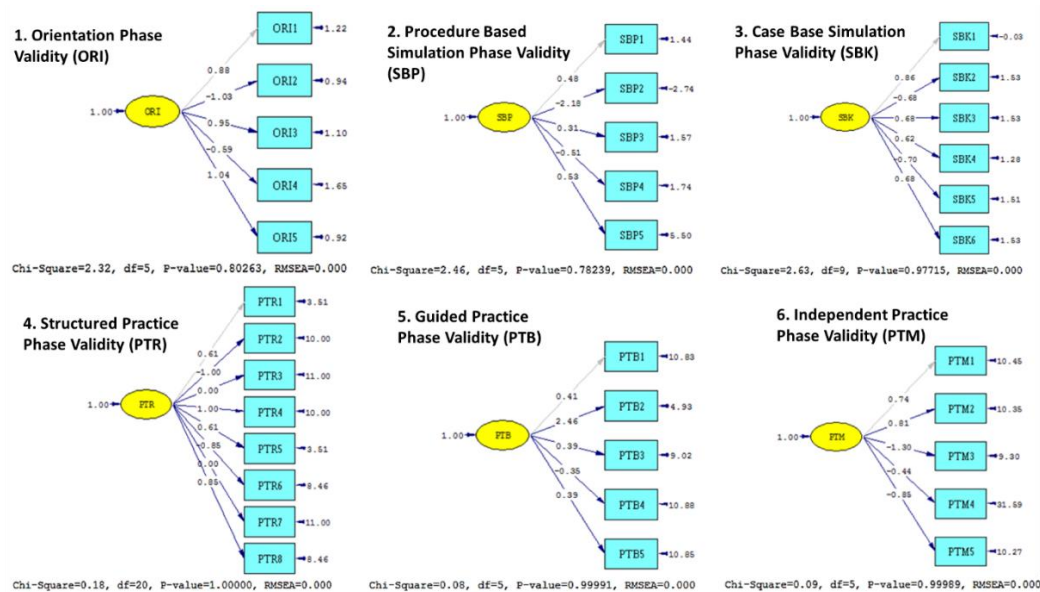 1. Orientation Phase
Validity (ORI)
1.00
ORI
0.88
-1.03
0.95
-0.59
1.04
ORI1
1.22
ORI2
0.94
ORI3
1.10
ORI4
1.65
ORI5
0.92
Chi-Square=2.32, df=5, P-value=0.80263, RMSEA=0.000
2. Procedure Based
Simulation Phase Validity
(SBP)
1.00
SBP
0.48
-2.18
0.31
-0.51
0.53
SBP1
1.44
SBP2
-2.74
SBP3
1.57
SBP4
1.74
SBP5
5.50
Chi-Square=2.46, df=5, P-value=0.78239, RMSEA=0.000
3. Case Base Simulation
Phase Validity (SBK)
1.00
SBK
0.86
-0.68
0.68
0.62
-0.70
0.68
SBK1
-0.03
SBK2
1.53
SBK3
1.53
SBK4
1.28
SBK5
1.51
SBK6
1.53
Chi-Square=2.63, df=9, P-value=0.97715, RMSEA=0.000
4. Structured Practice
Phase Validity (PTR)
1.00
PTR
0.61
-1.00
0.00
1.00
0.61
-0.85
0.00
0.85
PTR1
3.51
PTR2
10.00
PTR3
11.00
PTR4
10.00
PTR5
3.51
PTR6
8.46
PTR7
11.00
PTR8
8.46
Chi-Square=0.18, df=20, P-value=1.00000, RMSEA=0.000
5. Guided Practice
Phase Validity (PTB)
1.00
PTB
0.41
2.46
0.39
-0.35
0.39
PTB1
10.83
PTB2
4.93
PTB3
9.02
PTB4
10.88
PTB5
10.85
Chi-Square=0.08, df=5, P-value=0.99991, RMSEA=0.000
6. Independent Practice
Phase Validity (PTM)
1.00
PTM
0.74
0.81
-1.30
-0.44
-0.85
PTM1
10.45
PTM2
10.35
PTM3
9.30
PTM4
31.59
PTM5
10.27
Chi-Square=0.09, df=5, P-value=0.99989, RMSEA=0.000